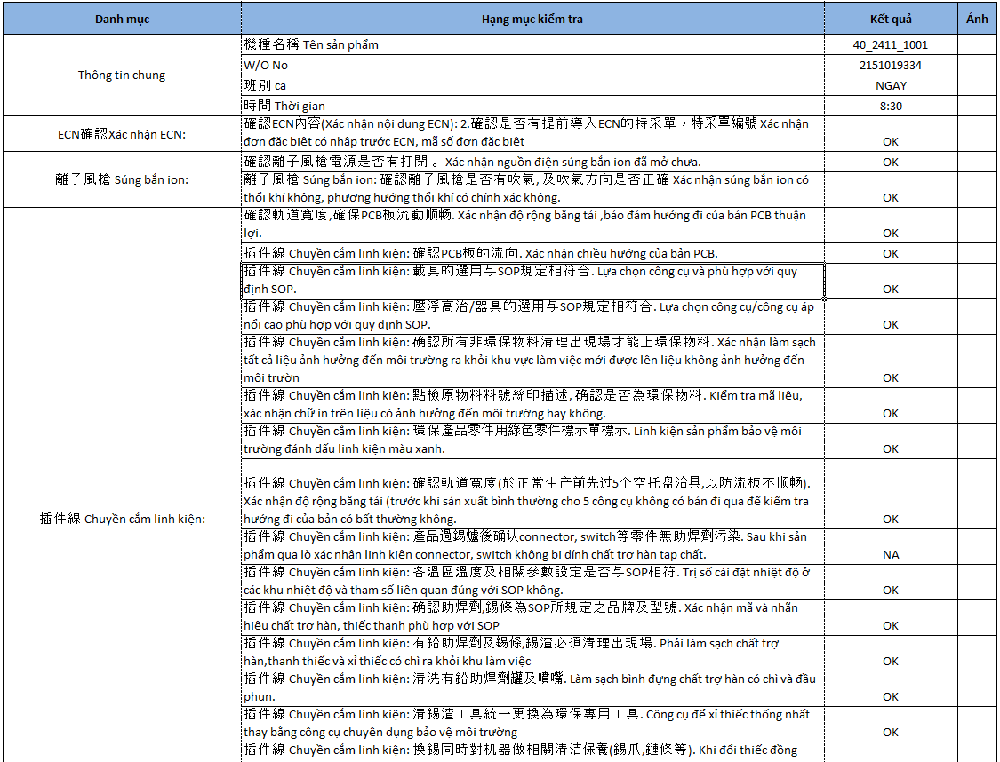 Danh mục Hạng mục kiểm tra Kết quả Ảnh
Thông tin chung
機種名稱 Tên sản phẩm 40_2411_1001
W/O No 2151019334
班別 ca NGAY
時間 Thời gian 8:30
ECN確認Xác nhận ECN:
確認ECN內容(Xác nhận nội dung ECN): 2.確認是否有提前導入ECN的特采單，特采單編號 Xác nhận
đơn đặc biệt có nhập trước ECN, mã số đơn đặc biệt OK
離子風槍 Súng bắn ion:
確認離子風槍電源是否有打開 。 Xác nhận nguồn điện súng bắn ion đã mở chưa. OK
離子風槍 Súng bắn ion: 確認離子風槍是否有吹氣, 及吹氣方向是否正確 Xác nhận súng bắn ion có
thổi khí không, phương hướng thổi khí có chính xác không. OK
插件線 Chuyền cắm linh kiện:
確認軌道寬度,確保PCB板流動顺畅. Xác nhận độ rộng băng tải ,bảo đảm hướng đi của bản PCB thuận
lợi. OK
插件線 Chuyền cắm linh kiện: 確認PCB板的流向. Xác nhận chiều hướng của bản PCB. OK
插件線 Chuyền cắm linh kiện: 載具的選用与SOP規定相符合. Lựa chọn công cụ và phù hợp với quy
định SOP. OK
插件線 Chuyền cắm linh kiện: 壓浮高治/器具的選用与SOP規定相符合. Lựa chọn công cụ/công cụ áp
nổi cao phù hợp với quy định SOP. OK
插件線 Chuyền cắm linh kiện: 确認所有非環保物料清理出現場才能上環保物料. Xác nhận làm sạch
tất cả liệu ảnh hưởng đến môi trường ra khỏi khu vực làm việc mới được lên liệu không ảnh hưởng đến
môi trườn OK
插件線 Chuyền cắm linh kiện: 點檢原物料料號絲印描述, 确認是否為環保物料. Kiểm tra mã liệu,
xác nhận chữ in trên liệu có ảnh hưởng đến môi trường hay không. OK
插件線 Chuyền cắm linh kiện: 環保產品零件用綠色零件標示單標示. Linh kiện sản phẩm bảo vệ môi
trường đánh dấu linh kiện màu xanh. OK
插件線 Chuyền cắm linh kiện: 確認軌道寬度(於正常生产前先过5个空托盘治具,以防流板不顺畅).
Xác nhận độ rộng băng tải (trước khi sản xuất bình thường cho 5 công cụ không có bản đi qua để kiểm tra
hướng đi của bản có bất thường không. OK
插件線 Chuyền cắm linh kiện: 產品過錫爐後确认connector, switch等零件無助焊劑污染. Sau khi sản
phẩm qua lò xác nhận linh kiện connector, switch không bị dính chất trợ hàn tạp chất. NA
插件線 Chuyền cắm linh kiện: 各溫區溫度及相關參數設定是否与SOP相符. Trị số cài đặt nhiệt độ ở
các khu nhiệt độ và tham số liên quan đúng với SOP không. OK
插件線 Chuyền cắm linh kiện: 确認助焊劑,錫條為SOP所規定之品牌及型號. Xác nhận mã và nhãn
hiệu chất trợ hàn, thiếc thanh phù hợp với SOP OK
插件線 Chuyền cắm linh kiện: 有鉛助焊劑及錫條,錫渣必須清理出現場. Phải làm sạch chất trợ
hàn,thanh thiếc và xỉ thiếc có chì ra khỏi khu làm việc OK
插件線 Chuyền cắm linh kiện: 清洗有鉛助焊劑罐及噴嘴. Làm sạch bình đựng chất trợ hàn có chì và đầu
phun. OK
插件線 Chuyền cắm linh kiện: 清錫渣工具統一更換為環保專用工具. Công cụ để xỉ thiếc thống nhất
thay bằng công cụ chuyên dụng bảo vệ môi trường OK
插件線 Chuyền cắm linh kiện: 換錫同時對机器做相關清洁保養(錫爪,鏈條等). Khi đổi thiếc đồng